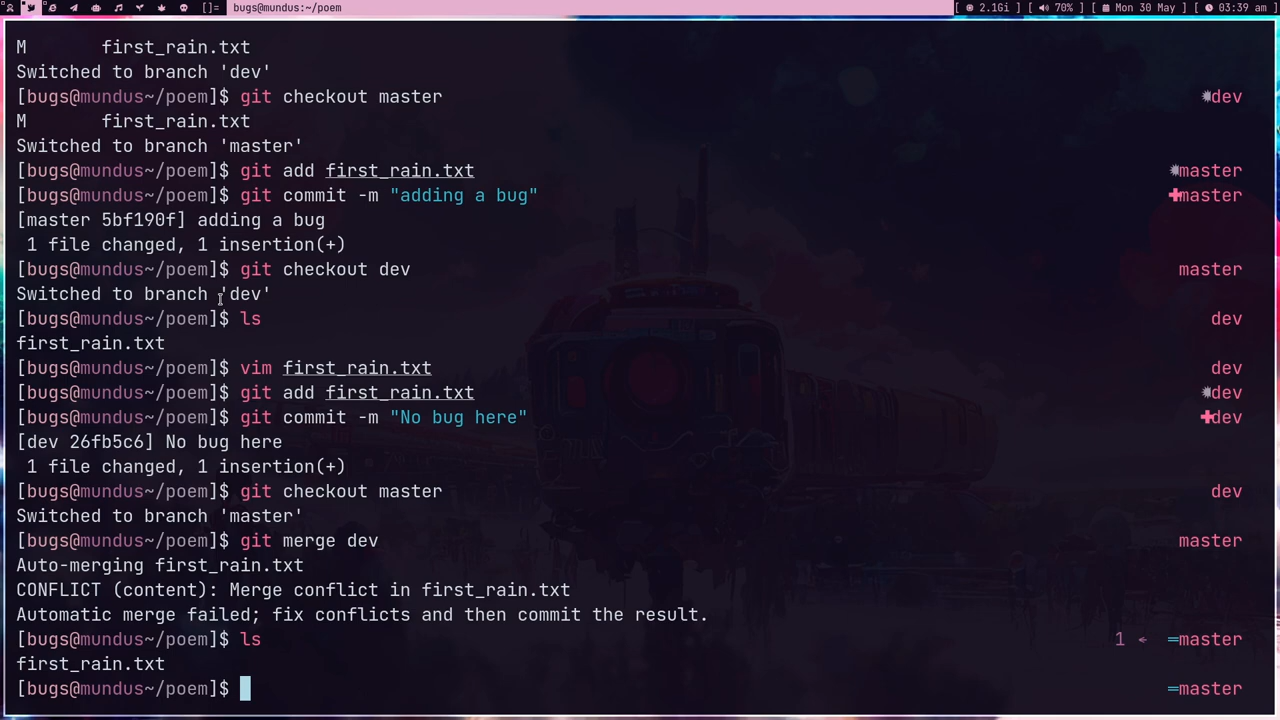 []= bugs@mundus:~/poem [ 2.1Gi ] [ 70% ] [ Mon 30 May ] [ 03:39 am ]
M       first_rain.txt
Switched to branch 'dev'
[bugs@mundus~/poem]$ git checkout master ✹dev
M       first_rain.txt
Switched to branch 'master'
[bugs@mundus~/poem]$ git add first_rain.txt ✹master
[bugs@mundus~/poem]$ git commit -m "adding a bug" ✚master
[master 5bf190f] adding a bug
 1 file changed, 1 insertion(+)
[bugs@mundus~/poem]$ git checkout dev master
Switched to branch 'dev'
[bugs@mundus~/poem]$ ls dev
first_rain.txt
[bugs@mundus~/poem]$ vim first_rain.txt dev
[bugs@mundus~/poem]$ git add first_rain.txt ✹dev
[bugs@mundus~/poem]$ git commit -m "No bug here" ✚dev
[dev 26fb5c6] No bug here
 1 file changed, 1 insertion(+)
[bugs@mundus~/poem]$ git checkout master dev
Switched to branch 'master'
[bugs@mundus~/poem]$ git merge dev master
Auto-merging first_rain.txt
CONFLICT (content): Merge conflict in first_rain.txt
Automatic merge failed; fix conflicts and then commit the result.
[bugs@mundus~/poem]$ ls 1 ← ═master
first_rain.txt
[bugs@mundus~/poem]$ ═master